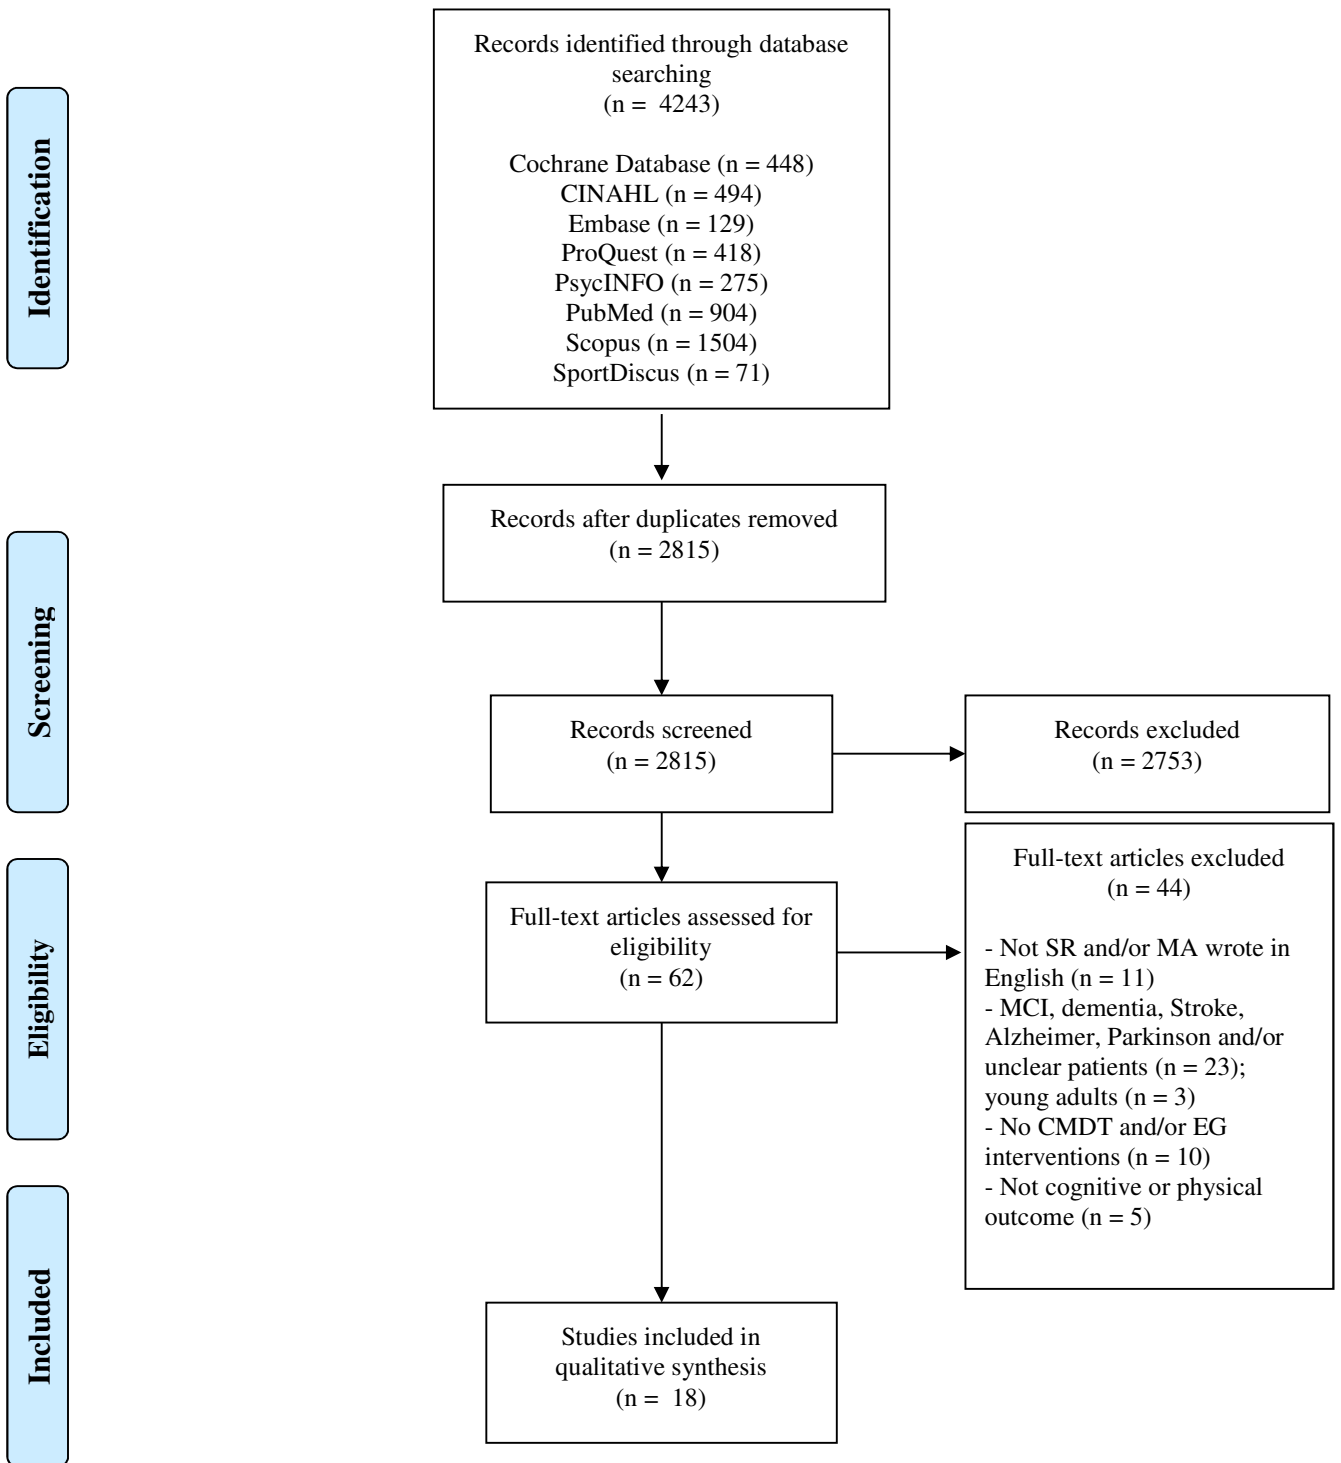 Identification
Records identified through database
searching
(n = 4243)
Cochrane Database (n = 448)
CINAHL (n = 494)
Embase (n = 129)
ProQuest (n = 418)
PsycINFO (n = 275)
PubMed (n = 904)
Scopus (n = 1504)
SportDiscus (n = 71)
Screening
Records after duplicates removed
(n = 2815)
Records screened
(n = 2815)
Records excluded
(n = 2753)
Eligibility
Full-text articles assessed for
eligibility
(n = 62)
Full-text articles excluded
(n = 44)
- Not SR and/or MA wrote in
English (n = 11)
- MCI, dementia, Stroke,
Alzheimer, Parkinson and/or
unclear patients (n = 23);
young adults (n = 3)
- No CMDT and/or EG
interventions (n = 10)
- Not cognitive or physical
outcome (n = 5)
Included
Studies included in
qualitative synthesis
(n = 18)